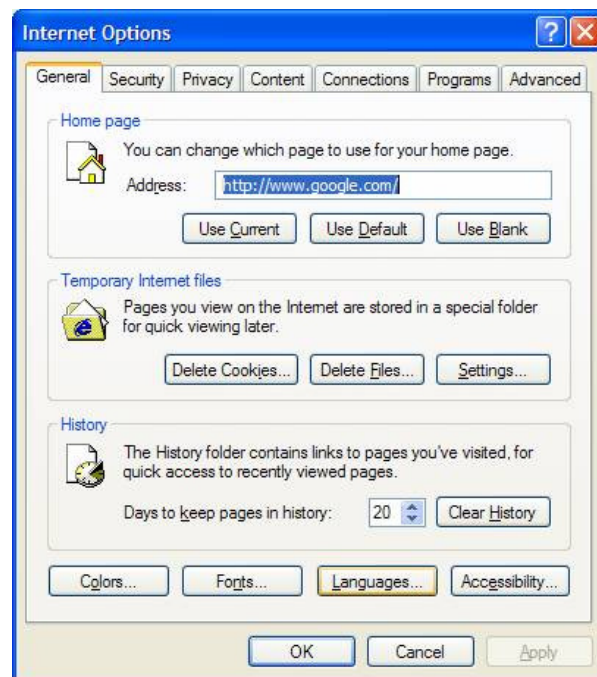 Internet Options
General Security Privacy Content Connections Programs Advanced
Home page
You can change which page to use for your home page.
Address: http://www.google.com/
Use Current Use Default Use Blank
Temporary Internet files
Pages you view on the Internet are stored in a special folder
for quick viewing later.
Delete Cookies... Delete Files... Settings...
History
The History folder contains links to pages you've visited, for
quick access to recently viewed pages.
Days to keep pages in history: 20 Clear History
Colors... Fonts... Languages... Accessibility...
OK Cancel Apply